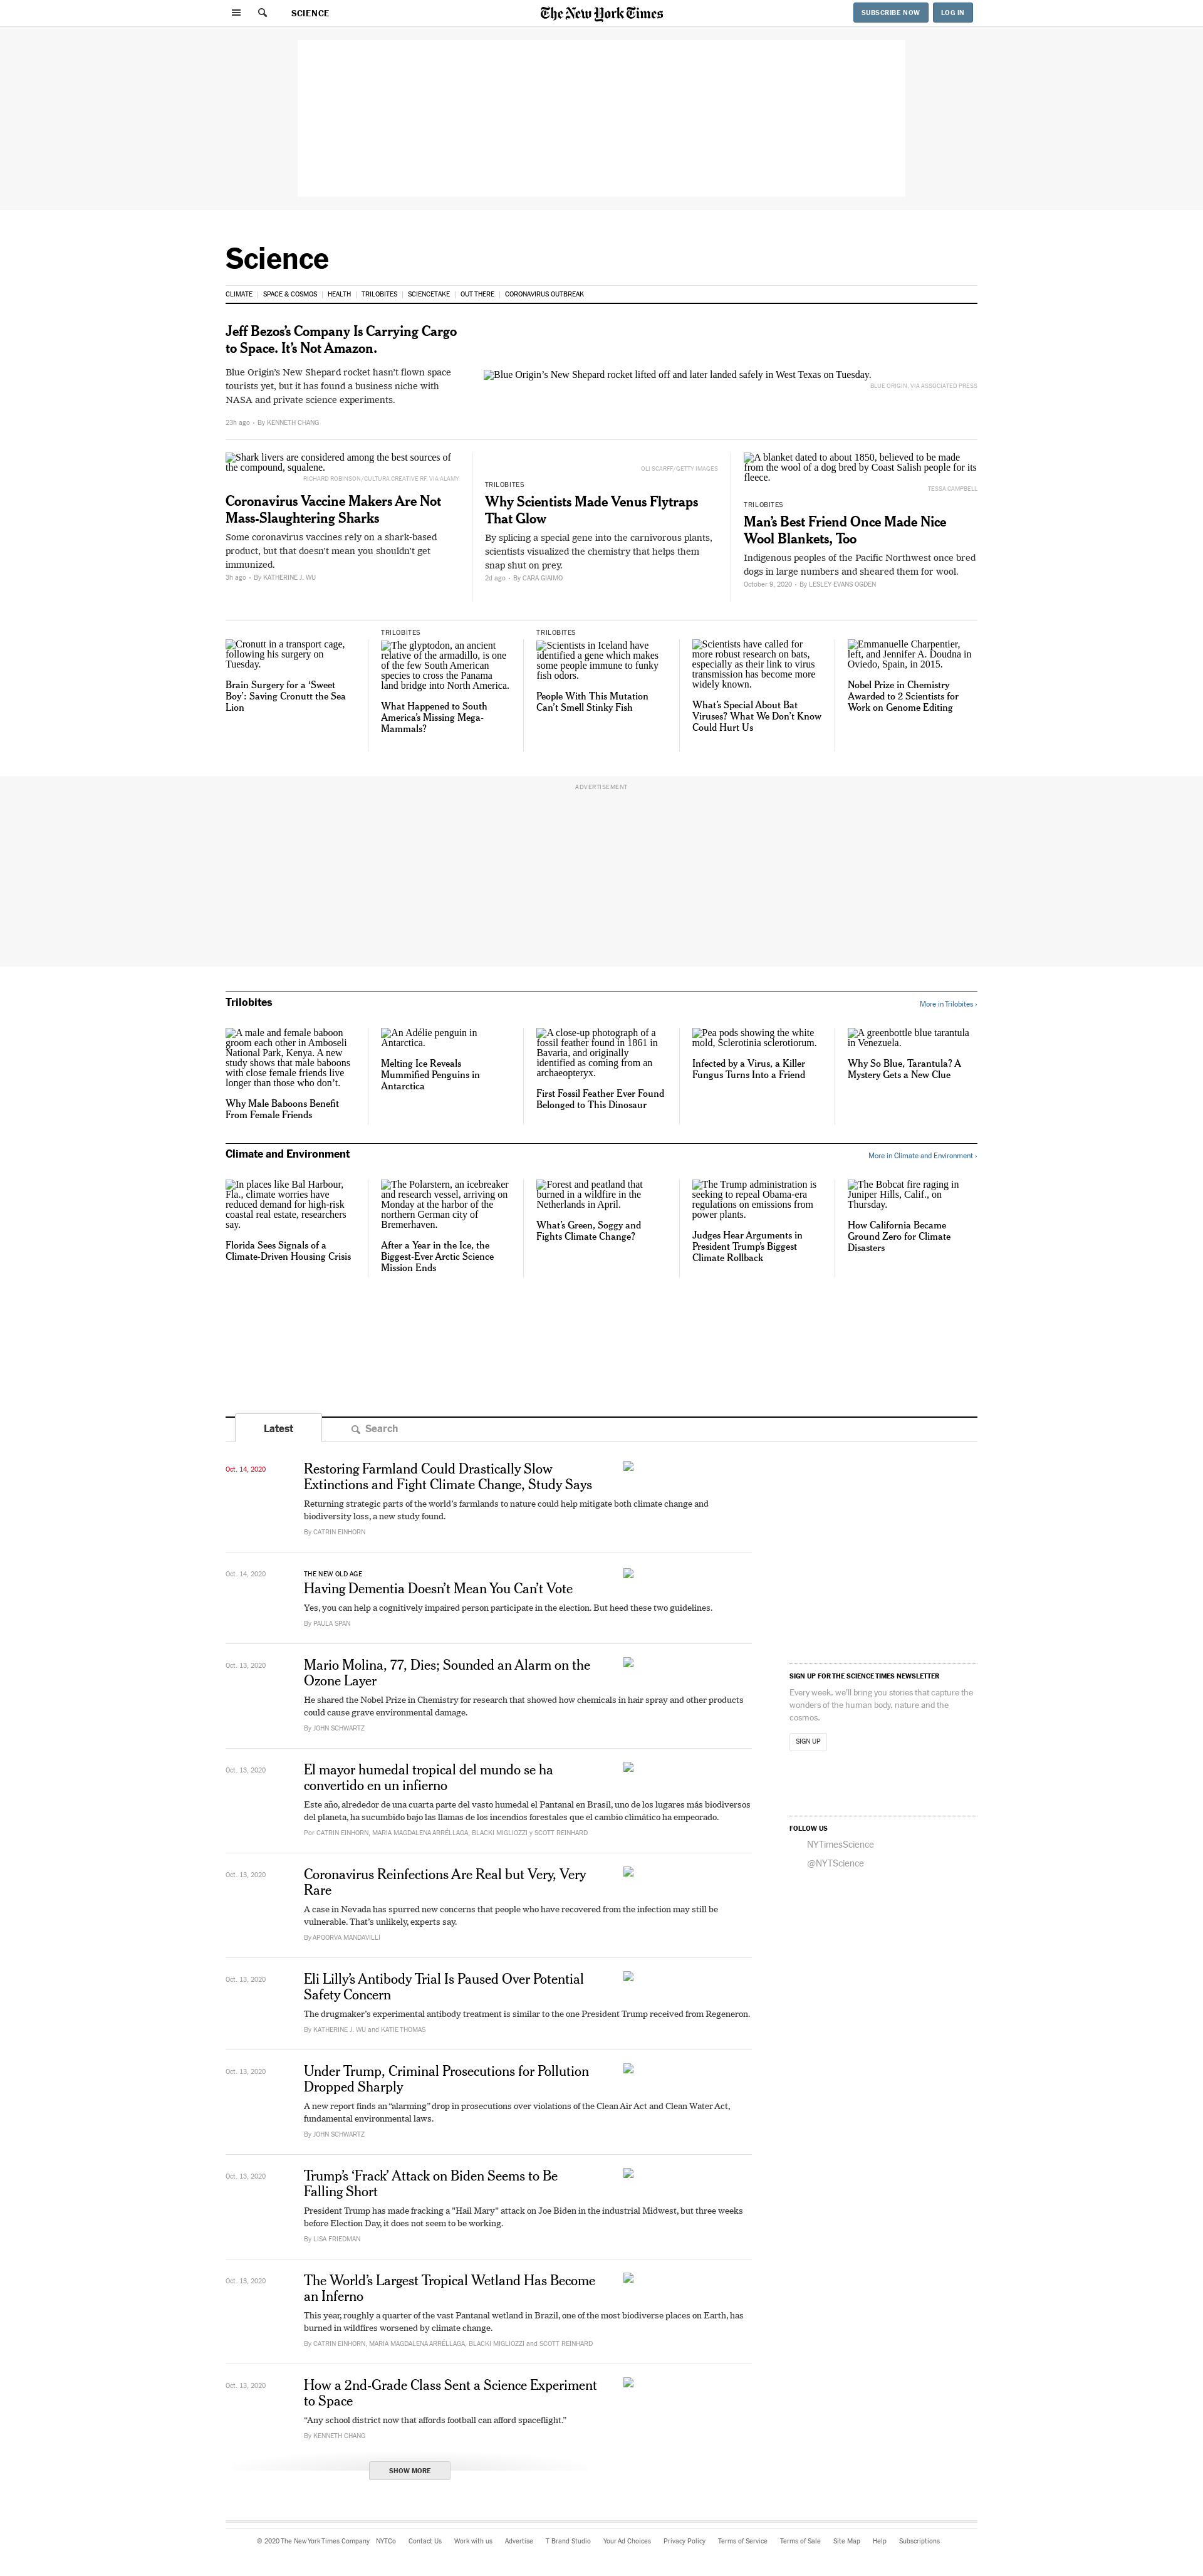 SCIENCE
The New York Times
SUBSCRIBE NOW
LOG IN
Science
CLIMATE | SPACE & COSMOS | HEALTH | TRILOBITES | SCIENCETAKE | OUT THERE | CORONAVIRUS OUTBREAK
Jeff Bezos’s Company Is Carrying Cargo
to Space. It’s Not Amazon.
Blue Origin’s New Shepard rocket hasn’t flown space
tourists yet, but it has found a business niche with
NASA and private science experiments.
23h ago • By KENNETH CHANG
Blue Origin’s New Shepard rocket lifted off and later landed safely in West Texas on Tuesday.
BLUE ORIGIN, VIA ASSOCIATED PRESS
Shark livers are considered among the best sources of
the compound, squalene.
RICHARD ROBINSON/CULTURA CREATIVE RF, VIA ALAMY
Coronavirus Vaccine Makers Are Not
Mass-Slaughtering Sharks
Some coronavirus vaccines rely on a shark-based
product, but that doesn’t mean you shouldn’t get
immunized.
3h ago • By KATHERINE J. WU
OLI SCARFF/GETTY IMAGES
TRILOBITES
Why Scientists Made Venus Flytraps
That Glow
By splicing a special gene into the carnivorous plants,
scientists visualized the chemistry that helps them
snap shut on prey.
2d ago • By CARA GIAIMO
A blanket dated to about 1850, believed to be made
from the wool of a dog bred by Coast Salish people for its
fleece.
TESSA CAMPBELL
TRILOBITES
Man’s Best Friend Once Made Nice
Wool Blankets, Too
Indigenous peoples of the Pacific Northwest once bred
dogs in large numbers and sheared them for wool.
October 9, 2020 • By LESLEY EVANS OGDEN
Cronutt in a transport cage,
following his surgery on
Tuesday.
Brain Surgery for a ‘Sweet
Boy’: Saving Cronutt the Sea
Lion
TRILOBITES
The glyptodon, an ancient
relative of the armadillo, is one
of the few South American
species to cross the Panama
land bridge into North America.
What Happened to South
America’s Missing Mega-
Mammals?
TRILOBITES
Scientists in Iceland have
identified a gene which makes
some people immune to funky
fish odors.
People With This Mutation
Can’t Smell Stinky Fish
Scientists have called for
more robust research on bats,
especially as their link to virus
transmission has become more
widely known.
What’s Special About Bat
Viruses? What We Don’t Know
Could Hurt Us
Emmanuelle Charpentier,
left, and Jennifer A. Doudna in
Oviedo, Spain, in 2015.
Nobel Prize in Chemistry
Awarded to 2 Scientists for
Work on Genome Editing
ADVERTISEMENT
Trilobites
More in Trilobites ›
A male and female baboon
groom each other in Amboseli
National Park, Kenya. A new
study shows that male baboons
with close female friends live
longer than those who don’t.
Why Male Baboons Benefit
From Female Friends
An Adélie penguin in
Antarctica.
Melting Ice Reveals
Mummified Penguins in
Antarctica
A close-up photograph of a
fossil feather found in 1861 in
Bavaria, and originally
identified as coming from an
archaeopteryx.
First Fossil Feather Ever Found
Belonged to This Dinosaur
Pea pods showing the white
mold, Sclerotinia sclerotiorum.
Infected by a Virus, a Killer
Fungus Turns Into a Friend
A greenbottle blue tarantula
in Venezuela.
Why So Blue, Tarantula? A
Mystery Gets a New Clue
Climate and Environment
More in Climate and Environment ›
In places like Bal Harbour,
Fla., climate worries have
reduced demand for high-risk
coastal real estate, researchers
say.
Florida Sees Signals of a
Climate-Driven Housing Crisis
The Polarstern, an icebreaker
and research vessel, arriving on
Monday at the harbor of the
northern German city of
Bremerhaven.
After a Year in the Ice, the
Biggest-Ever Arctic Science
Mission Ends
Forest and peatland that
burned in a wildfire in the
Netherlands in April.
What’s Green, Soggy and
Fights Climate Change?
The Trump administration is
seeking to repeal Obama-era
regulations on emissions from
power plants.
Judges Hear Arguments in
President Trump’s Biggest
Climate Rollback
The Bobcat fire raging in
Juniper Hills, Calif., on
Thursday.
How California Became
Ground Zero for Climate
Disasters
Latest
Search
Oct. 14, 2020
Restoring Farmland Could Drastically Slow
Extinctions and Fight Climate Change, Study Says
Returning strategic parts of the world’s farmlands to nature could help mitigate both climate change and
biodiversity loss, a new study found.
By CATRIN EINHORN
Oct. 14, 2020
THE NEW OLD AGE
Having Dementia Doesn’t Mean You Can’t Vote
Yes, you can help a cognitively impaired person participate in the election. But heed these two guidelines.
By PAULA SPAN
Oct. 13, 2020
Mario Molina, 77, Dies; Sounded an Alarm on the
Ozone Layer
He shared the Nobel Prize in Chemistry for research that showed how chemicals in hair spray and other products
could cause grave environmental damage.
By JOHN SCHWARTZ
Oct. 13, 2020
El mayor humedal tropical del mundo se ha
convertido en un infierno
Este año, alrededor de una cuarta parte del vasto humedal el Pantanal en Brasil, uno de los lugares más biodiversos
del planeta, ha sucumbido bajo las llamas de los incendios forestales que el cambio climático ha empeorado.
Por CATRIN EINHORN, MARIA MAGDALENA ARRÉLLAGA, BLACKI MIGLIOZZI y SCOTT REINHARD
Oct. 13, 2020
Coronavirus Reinfections Are Real but Very, Very
Rare
A case in Nevada has spurred new concerns that people who have recovered from the infection may still be
vulnerable. That’s unlikely, experts say.
By APOORVA MANDAVILLI
Oct. 13, 2020
Eli Lilly’s Antibody Trial Is Paused Over Potential
Safety Concern
The drugmaker’s experimental antibody treatment is similar to the one President Trump received from Regeneron.
By KATHERINE J. WU and KATIE THOMAS
Oct. 13, 2020
Under Trump, Criminal Prosecutions for Pollution
Dropped Sharply
A new report finds an “alarming” drop in prosecutions over violations of the Clean Air Act and Clean Water Act,
fundamental environmental laws.
By JOHN SCHWARTZ
Oct. 13, 2020
Trump’s ‘Frack’ Attack on Biden Seems to Be
Falling Short
President Trump has made fracking a "Hail Mary" attack on Joe Biden in the industrial Midwest, but three weeks
before Election Day, it does not seem to be working.
By LISA FRIEDMAN
Oct. 13, 2020
The World’s Largest Tropical Wetland Has Become
an Inferno
This year, roughly a quarter of the vast Pantanal wetland in Brazil, one of the most biodiverse places on Earth, has
burned in wildfires worsened by climate change.
By CATRIN EINHORN, MARIA MAGDALENA ARRÉLLAGA, BLACKI MIGLIOZZI and SCOTT REINHARD
Oct. 13, 2020
How a 2nd-Grade Class Sent a Science Experiment
to Space
“Any school district now that affords football can afford spaceflight.”
By KENNETH CHANG
SHOW MORE
SIGN UP FOR THE SCIENCE TIMES NEWSLETTER
Every week, we’ll bring you stories that capture the
wonders of the human body, nature and the
cosmos.
SIGN UP
FOLLOW US
NYTimesScience
@NYTScience
© 2020 The New York Times Company NYTCo Contact Us Work with us Advertise T Brand Studio Your Ad Choices Privacy Policy Terms of Service Terms of Sale Site Map Help Subscriptions